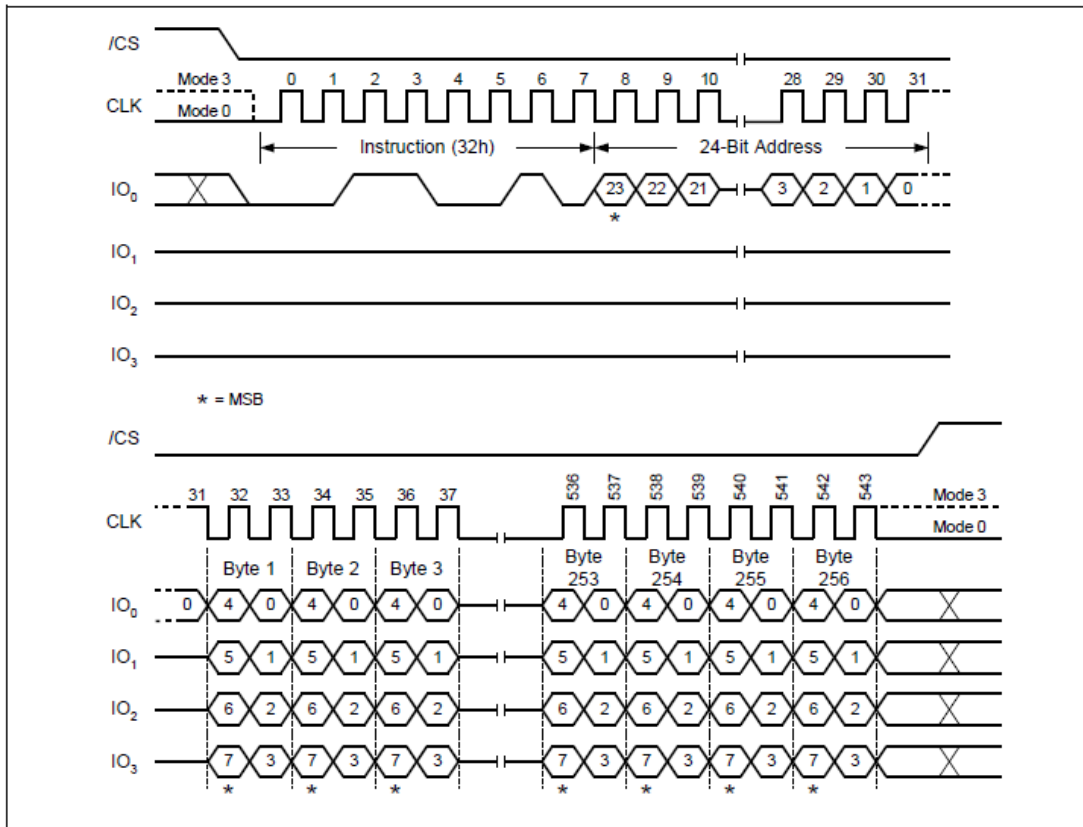 /CS
Mode 3 0 1 2 3 4 5 6 7 8 9 10 28 29 30 31
CLK Mode 0
Instruction (32h) 24-Bit Address
IO0 23 22 21 3 2 1 0
*
IO1
IO2
IO3
* = MSB
/CS
31 32 33 34 35 36 37 536 537 538 539 540 541 542 543 Mode 3
CLK Mode 0
Byte 1 Byte 2 Byte 3 Byte 253 Byte 254 Byte 255 Byte 256
IO0 0 4 0 4 0 4 0 4 0 4 0 4 0 4 0
IO1 5 1 5 1 5 1 5 1 5 1 5 1 5 1
IO2 6 2 6 2 6 2 6 2 6 2 6 2 6 2
IO3 7 3 7 3 7 3 7 3 7 3 7 3 7 3
* * * * * * *